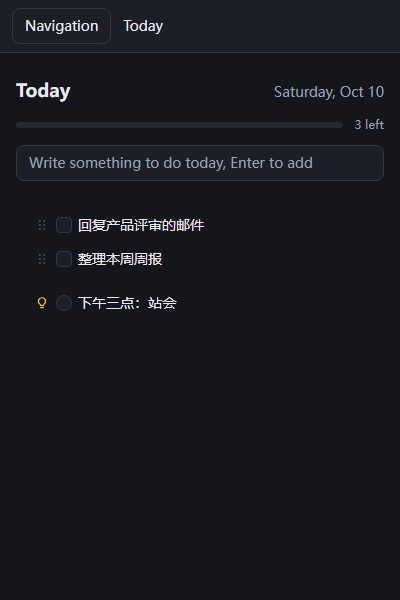 Navigation Today
Today Saturday, Oct 10
3 left
Write something to do today, Enter to add
回复产品评审的邮件
整理本周周报
下午三点：站会